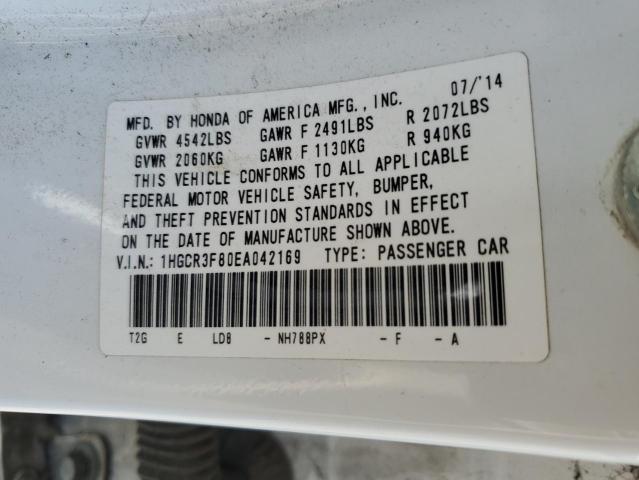 MFD. BY HONDA OF AMERICA MFG., INC. 07/'14
GVWR 4542LBS GAWR F 2491LBS R 2072LBS
GVWR 2060KG GAWR F 1130KG R 940KG
THIS VEHICLE CONFORMS TO ALL APPLICABLE
FEDERAL MOTOR VEHICLE SAFETY, BUMPER,
AND THEFT PREVENTION STANDARDS IN EFFECT
ON THE DATE OF MANUFACTURE SHOWN ABOVE.
V.I.N.: 1HGCR3F80EA042169 TYPE: PASSENGER CAR
T2G E LD8 - NH788PX - F - A